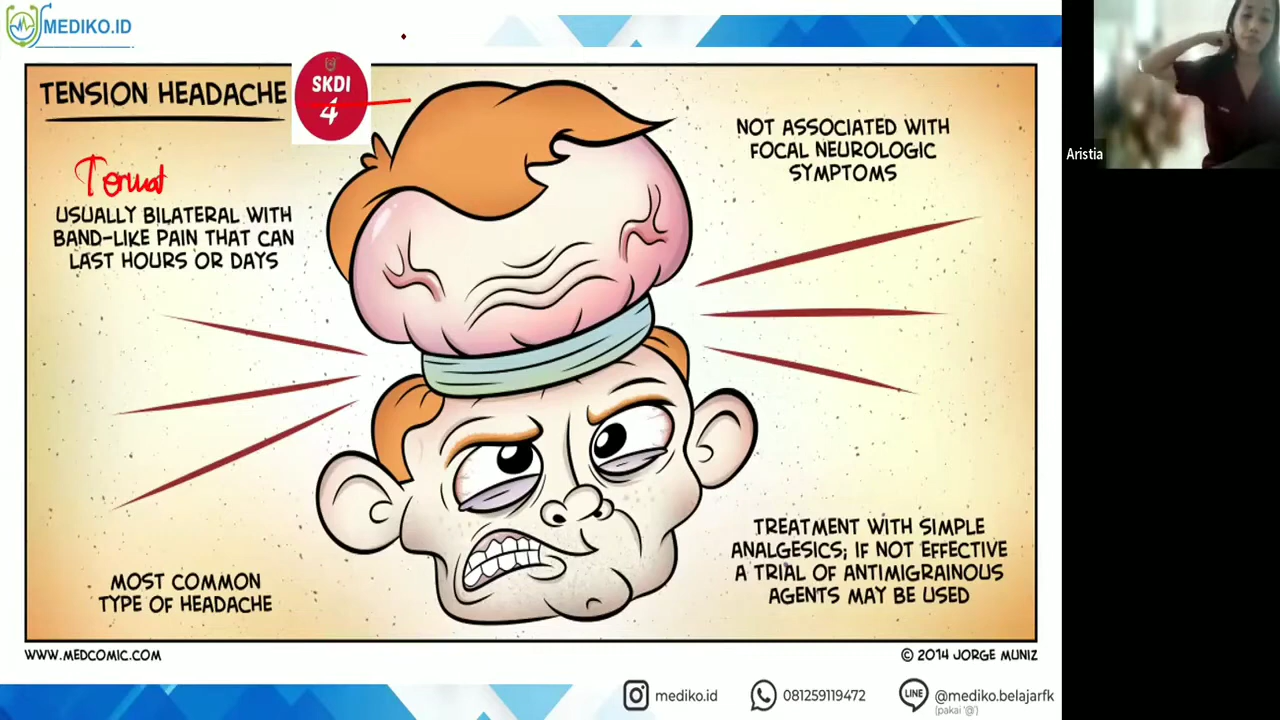 MEDIKO.ID
TENSION HEADACHE
SKDI
4
USUALLY BILATERAL WITH
BAND-LIKE PAIN THAT CAN
LAST HOURS OR DAYS
NOT ASSOCIATED WITH
FOCAL NEUROLOGIC
SYMPTOMS
Aristia
MOST COMMON
TYPE OF HEADACHE
TREATMENT WITH SIMPLE
ANALGESICS; IF NOT EFFECTIVE
A TRIAL OF ANTIMIGRAINOUS
AGENTS MAY BE USED
WWW.MEDCOMIC.COM
© 2014 JORGE MUNIZ
mediko.id
081259119472
LINE
@mediko.belajarfk
(pakai '@')